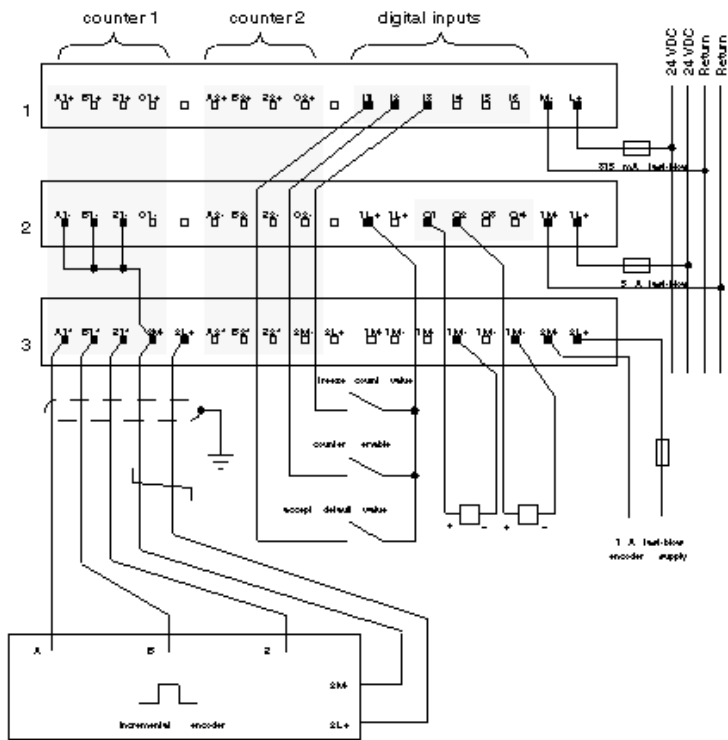 counter 1 counter 2 digital inputs
24 VDC
24 VDC
Return
Return
A1+ B1+ Z1+ O1+ A2+ B2+ Z2+ O2+ I1 I2 I3 I4 I5 I6 M- L+
1
315 mA fast-blow
A1- B1- Z1- O1- A2- B2- Z2- O2- 1L+ 1L+ Q1 Q2 Q3 Q4 1M- 1L+
2
5 A fast-blow
A1* B1* Z1* 2M- 2L+ A2* B2* Z2* 2M- 2L+ 1M- 1M- 1M- 1M- 1M- 1M- 2M- 2L+
3
freeze count value
counter enable
accept default value
+ - + -
1 A fast-blow
encoder supply
A B Z
2M-
2L+
incremental encoder